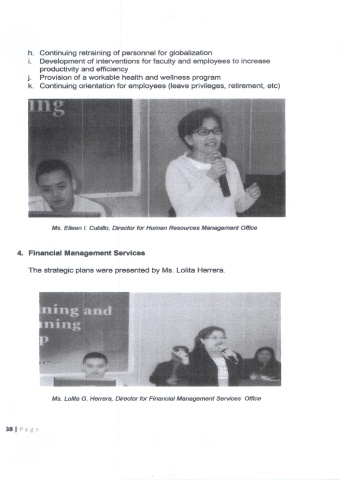 h. Continuing retraining of personnel for globalization
i. Development of interventions for faculty and employees to increase
productivity and efficiency
j. Provision of a workable health and wellness program
k. Continuing orientation for employees (leave privileges, retirement, etc)
ing
Ms. Eileen I. Cubillo, Director for Human Resources Management Office
4. Financial Management Services
The strategic plans were presented by Ms. Lolita Herrera.
ning and
nning
p
Ms. Lolita G. Herrera, Director for Financial Management Services Office
38 | Page